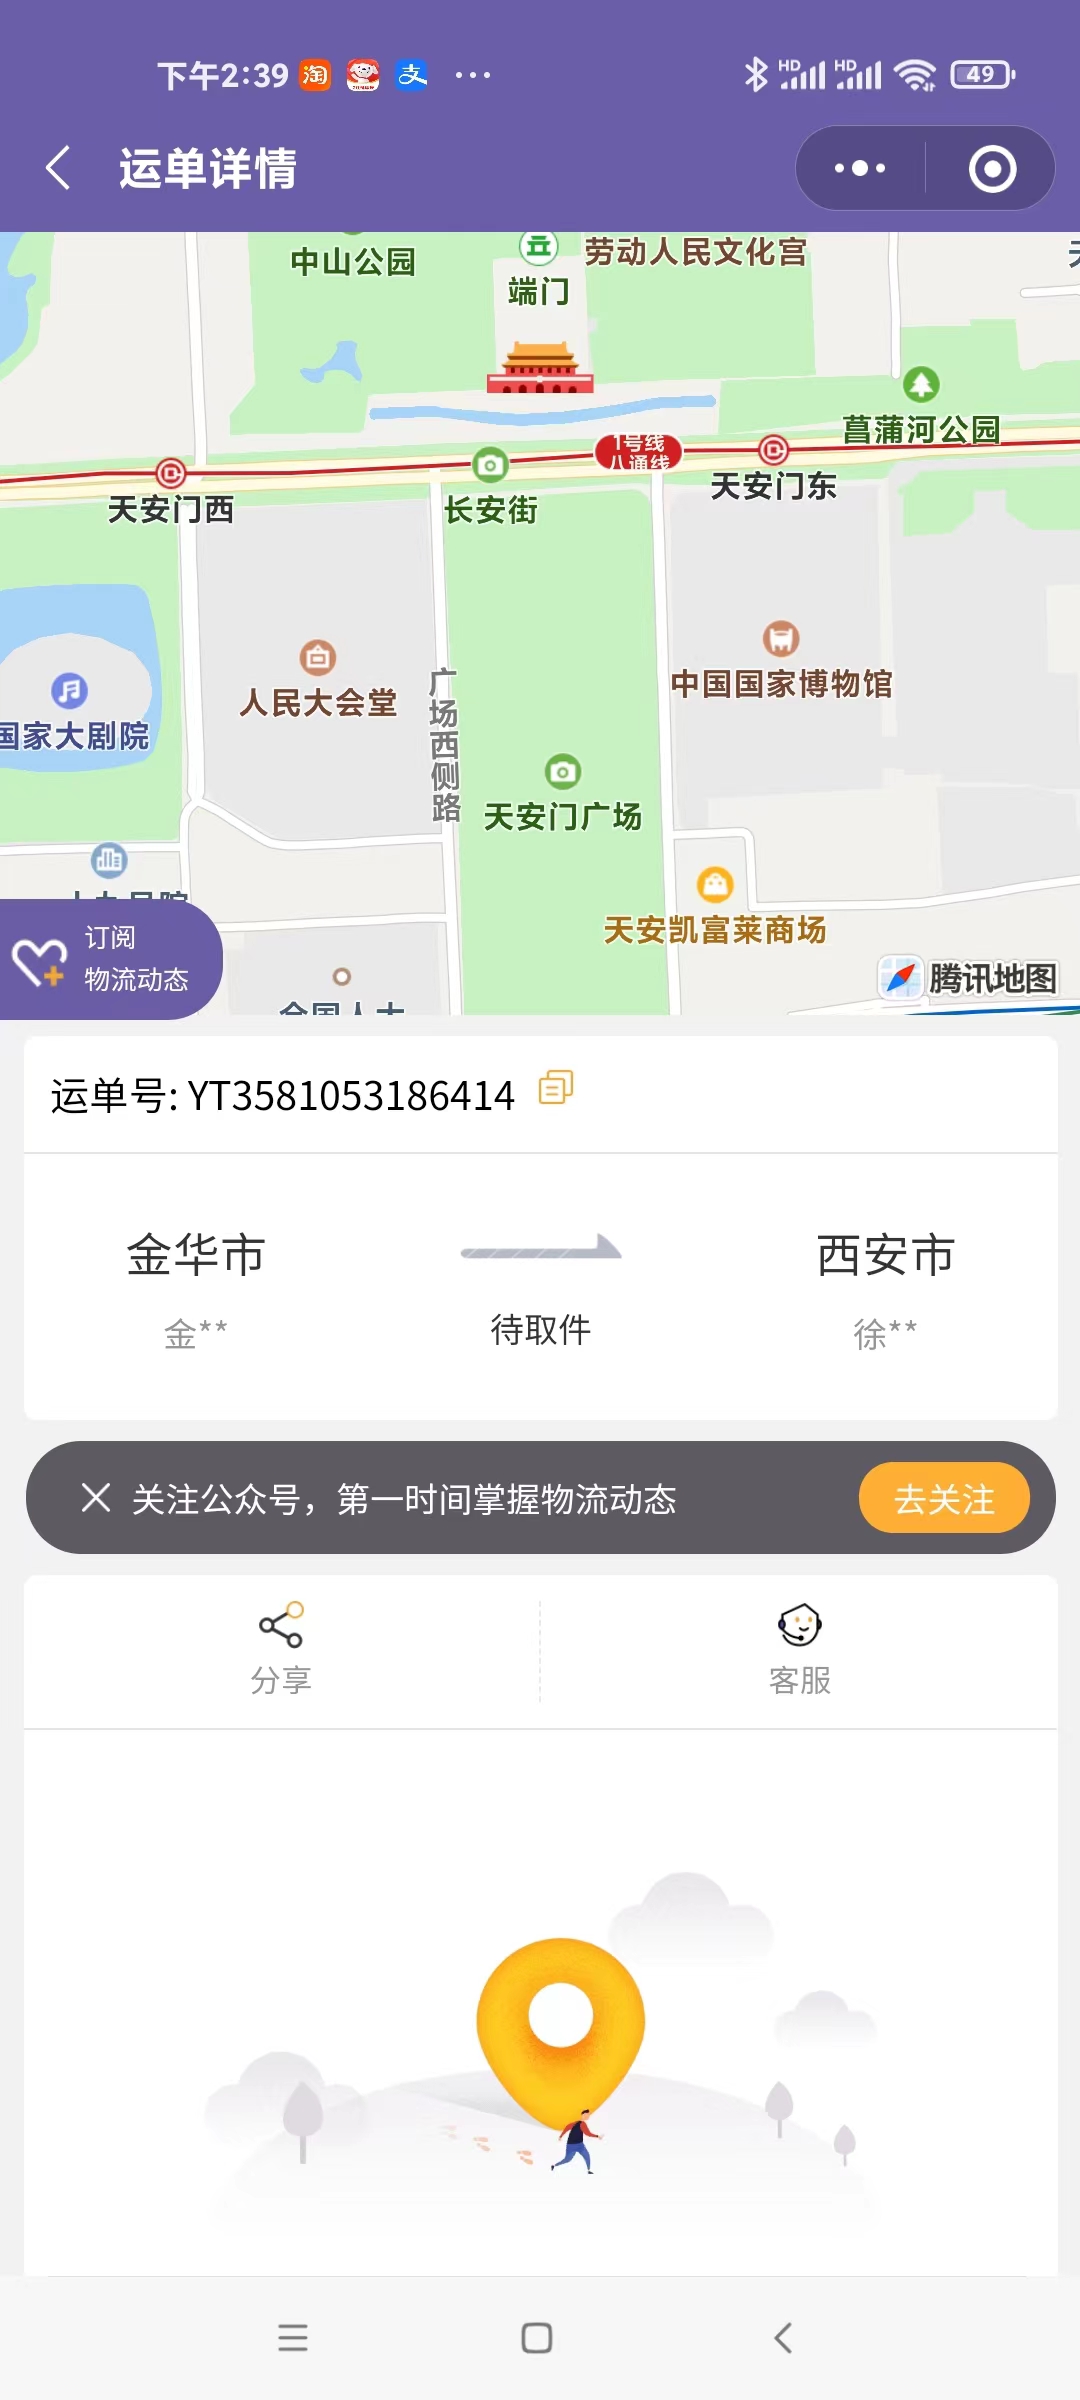 下午2:39 淘 支 ··· HD HD 49
运单详情
中山公园
劳动人民文化宫
端门
菖蒲河公园
1号线
八通线
天安门西
长安街
天安门东
人民大会堂
广场西侧路
中国国家博物馆
国家大剧院
天安门广场
天安凯富莱商场
订阅
物流动态
腾讯地图
运单号: YT3581053186414
金华市
西安市
金**
待取件
徐**
关注公众号，第一时间掌握物流动态
去关注
分享
客服